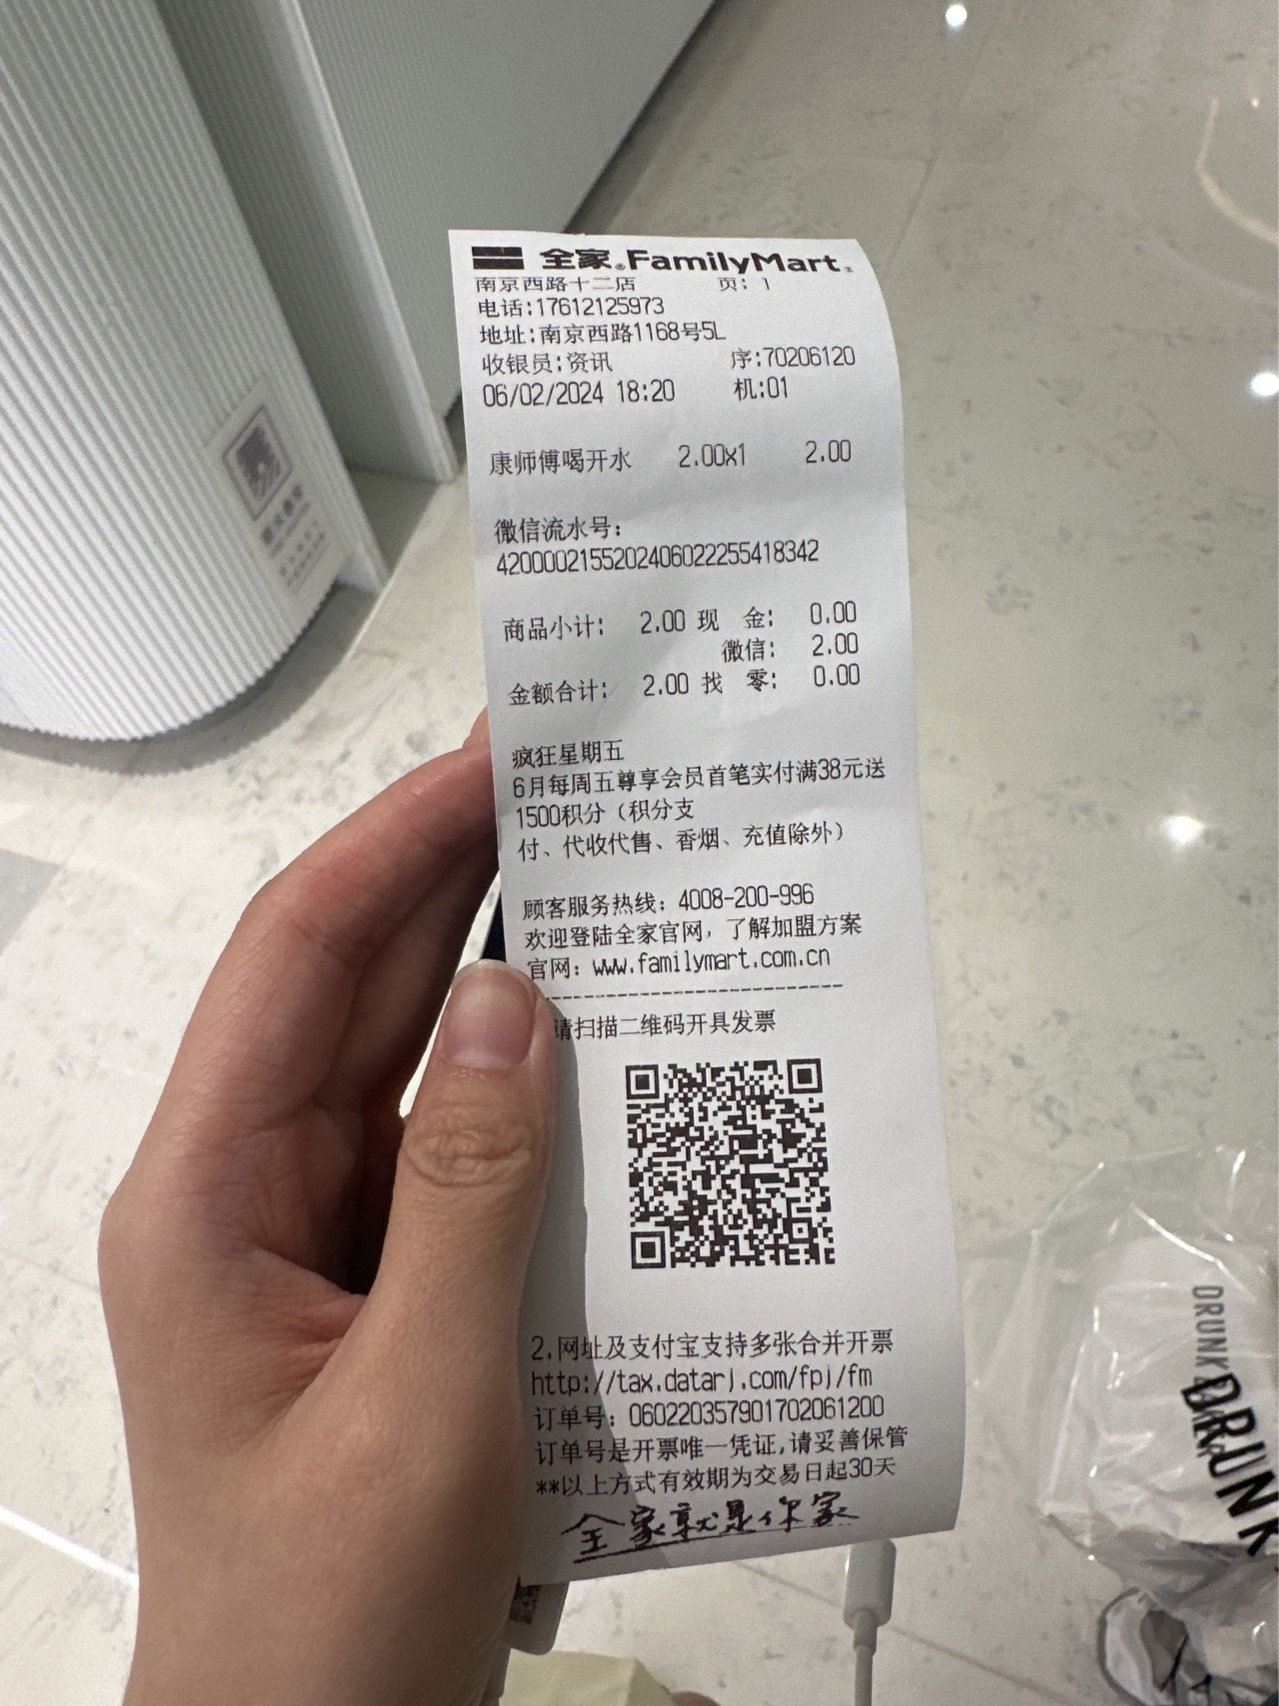 全家®FamilyMart®
南京西路十二店 页: 1
电话:17612125973
地址:南京西路1168号5L
收银员:资讯 序:70206120
06/02/2024 18:20 机:01
康师傅喝开水 2.00x1 2.00
微信流水号:
4200002155202406022255418342
商品小计: 2.00 现 金: 0.00
微信: 2.00
金额合计: 2.00 找 零: 0.00
疯狂星期五
6月每周五尊享会员首笔实付满38元送
1500积分（积分支
付、代收代售、香烟、充值除外）
顾客服务热线: 4008-200-996
欢迎登陆全家官网，了解加盟方案
官网: www.familymart.com.cn
请扫描二维码开具发票
2.网址及支付宝支持多张合并开票
http://tax.datarj.com/fpj/fm
订单号: 060220357901702061200
订单号是开票唯一凭证,请妥善保管
**以上方式有效期为交易日起30天
全家就是你家
DRUNK
DRUNK